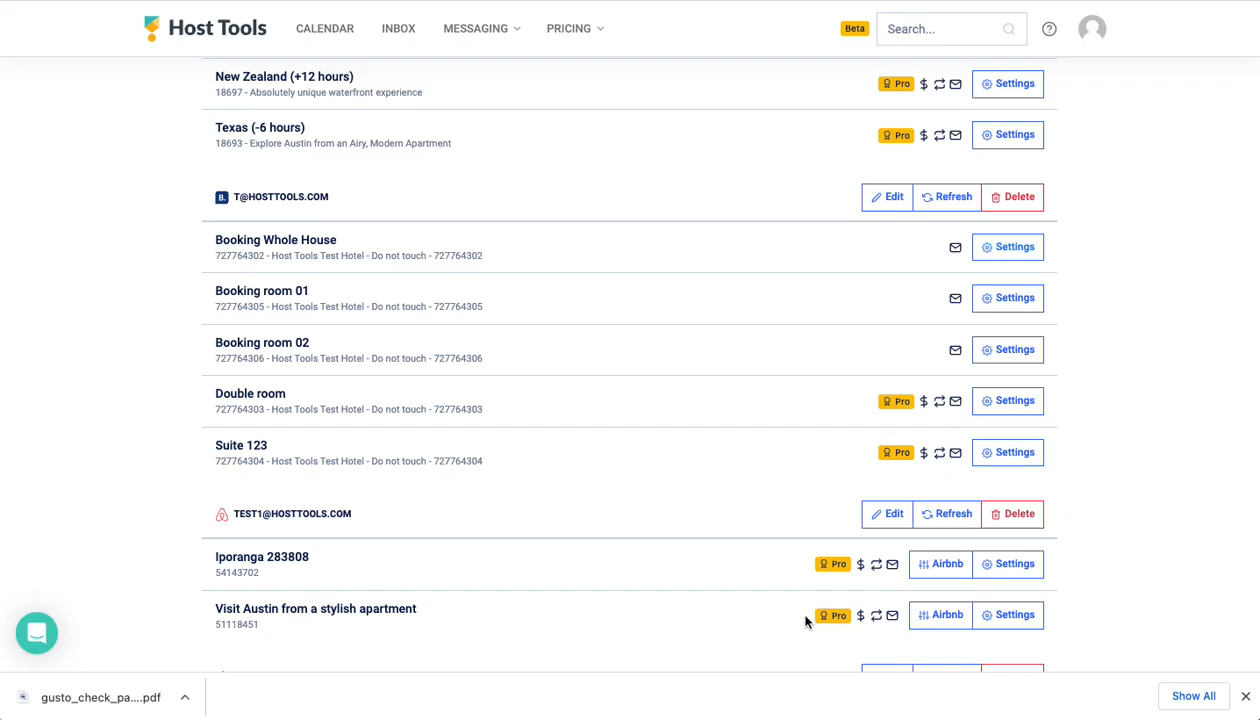 Host Tools
CALENDAR
INBOX
MESSAGING
PRICING
Beta
Search...
New Zealand (+12 hours)
18697 - Absolutely unique waterfront experience
Pro
Settings
Texas (-6 hours)
18693 - Explore Austin from an Airy, Modern Apartment
Pro
Settings
B.
T@HOSTTOOLS.COM
Edit
Refresh
Delete
Booking Whole House
727764302 - Host Tools Test Hotel - Do not touch - 727764302
Settings
Booking room 01
727764305 - Host Tools Test Hotel - Do not touch - 727764305
Settings
Booking room 02
727764306 - Host Tools Test Hotel - Do not touch - 727764306
Settings
Double room
727764303 - Host Tools Test Hotel - Do not touch - 727764303
Pro
Settings
Suite 123
727764304 - Host Tools Test Hotel - Do not touch - 727764304
Pro
Settings
TEST1@HOSTTOOLS.COM
Edit
Refresh
Delete
Iporanga 283808
54143702
Pro
Airbnb
Settings
Visit Austin from a stylish apartment
51118451
Pro
Airbnb
Settings
gusto_check_pa....pdf
Show All